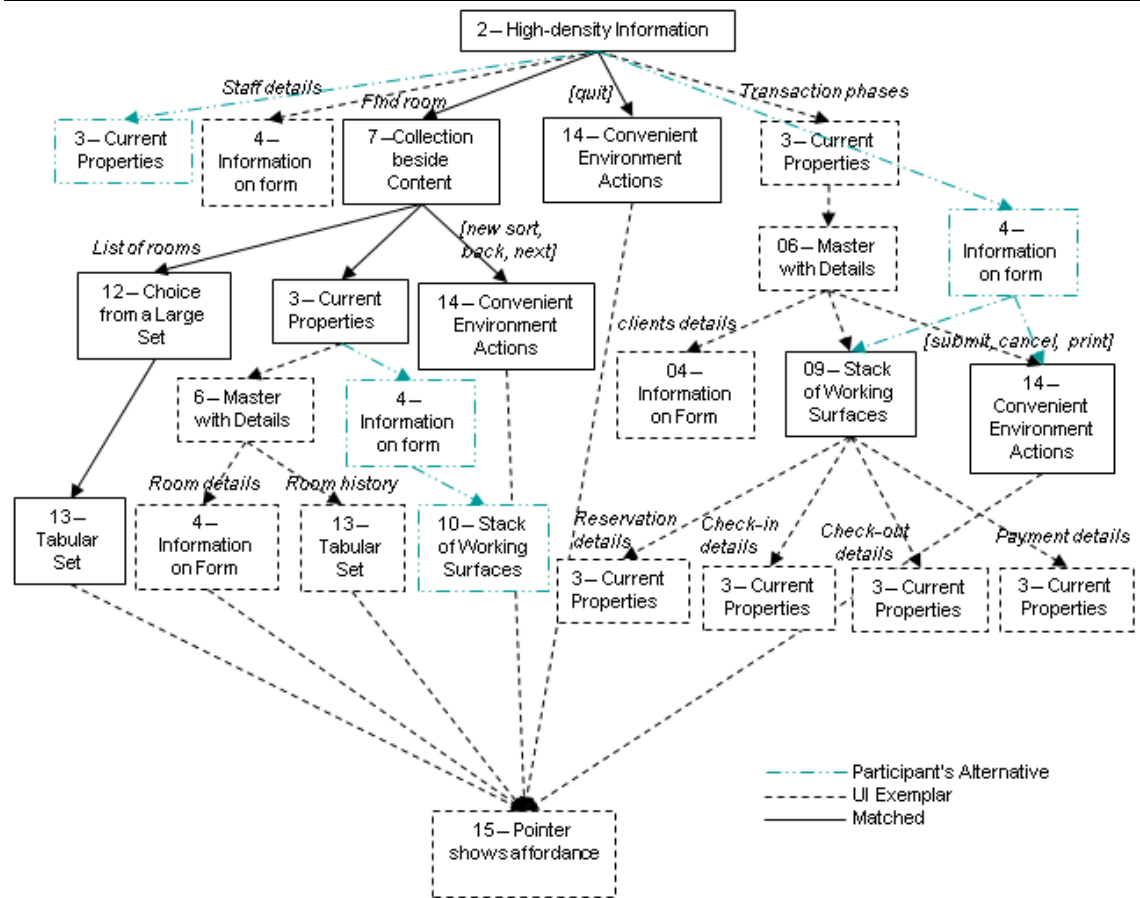 2 – High-density Information
Staff details
Find room
[quit]
Transaction phases
3 – Current
Properties
4 –
Information
on form
7 –Collection
beside
Content
14 – Convenient
Environment
Actions
3 – Current
Properties
4 –
Information
on form
List of rooms
[new sort,
back, next]
06 – Master
with Details
12 – Choice
from a Large
Set
3 – Current
Properties
14 – Convenient
Environment
Actions
clients details
[submit, cancel, print]
04 –
Information
on Form
09 – Stack
of Working
Surfaces
14 –
Convenient
Environment
Actions
6 – Master
with Details
4 –
Information
on form
Room details
Room history
13 –
Tabular
Set
4 –
Information
on Form
13 –
Tabular
Set
10 – Stack
of Working
Surfaces
Reservation
details
Check-in
details
Check-out
details
Payment details
3 – Current
Properties
3 – Current
Properties
3 – Current
Properties
3 – Current
Properties
Participant's Alternative
UI Exemplar
Matched
15 – Pointer
shows affordance